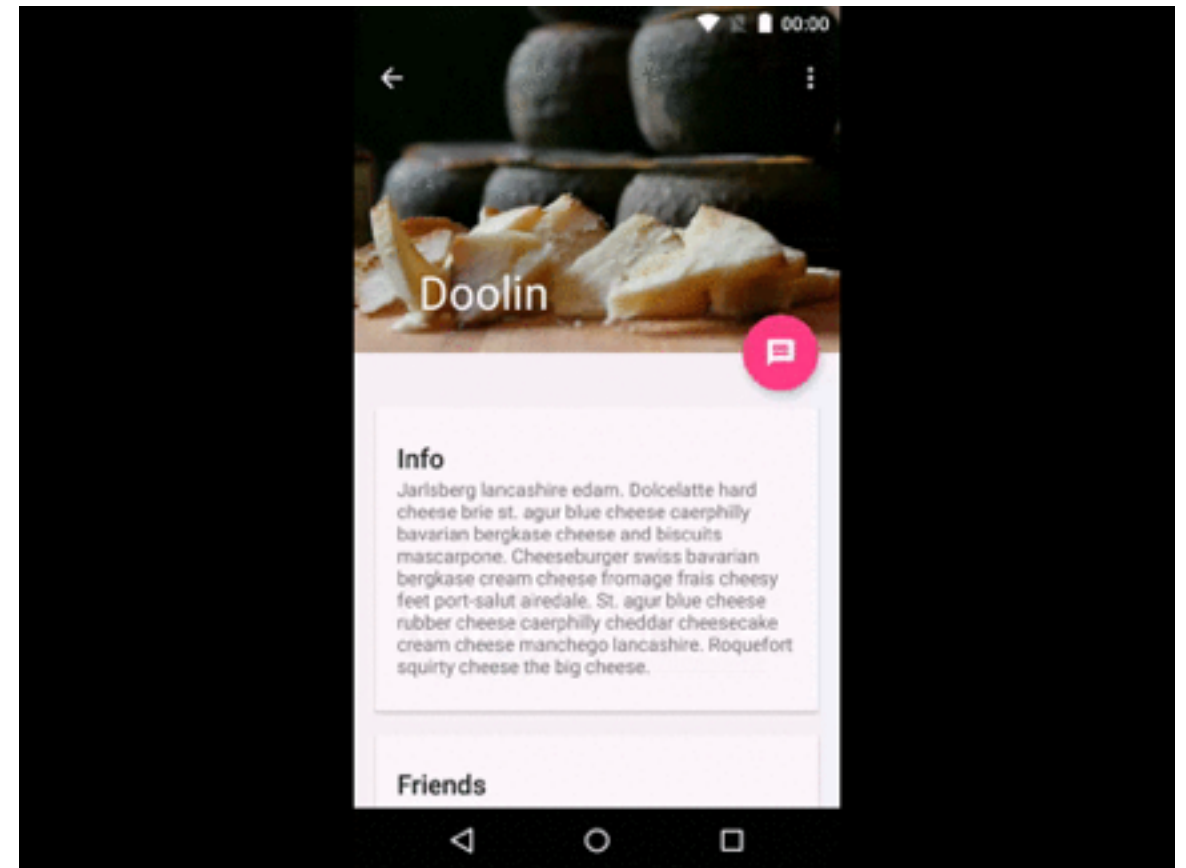 00:00
Doolin
Info
Jarlsberg lancashire edam. Dolcelatte hard
cheese brie st. agur blue cheese caerphilly
bavarian bergkase cheese and biscuits
mascarpone. Cheeseburger swiss bavarian
bergkase cream cheese fromage frais cheesy
feet port-salut airedale. St. agur blue cheese
rubber cheese caerphilly cheddar cheesecake
cream cheese manchego lancashire. Roquefort
squirty cheese the big cheese.
Friends